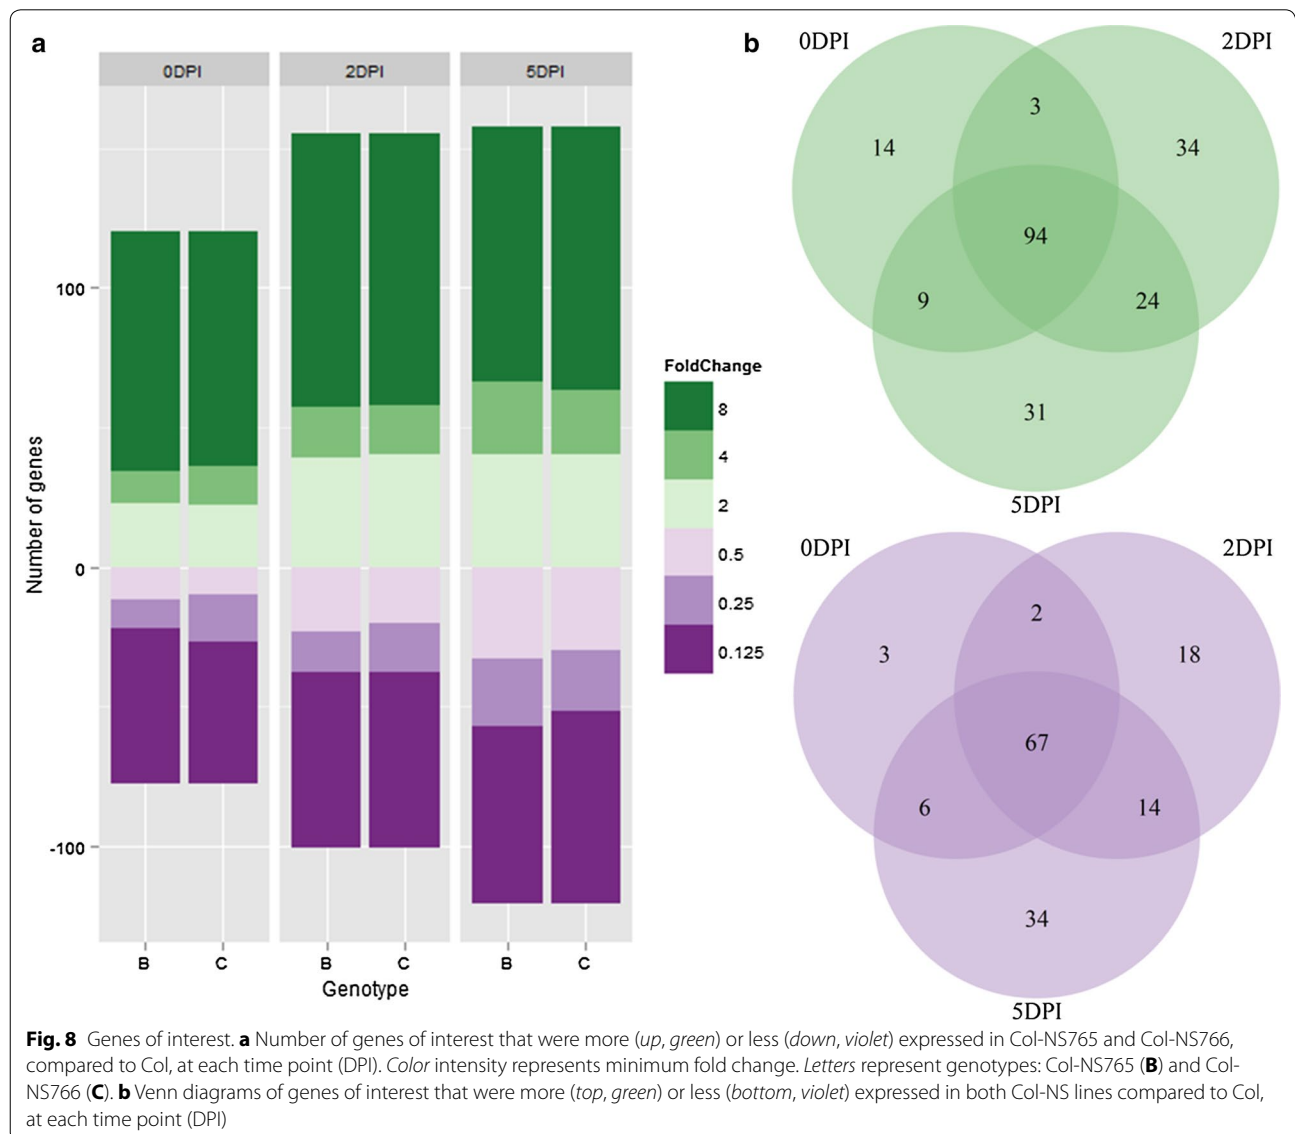 a
0DPI 2DPI 5DPI
100
0
-100
Number of genes
B C B C B C
Genotype
FoldChange
8
4
2
0.5
0.25
0.125
b
0DPI 2DPI
3
14 34
94
9 24
31
5DPI
0DPI 2DPI
2
3 18
67
6 14
34
5DPI
Fig. 8 Genes of interest. a Number of genes of interest that were more (up, green) or less (down, violet) expressed in Col-NS765 and Col-NS766,
compared to Col, at each time point (DPI). Color intensity represents minimum fold change. Letters represent genotypes: Col-NS765 (B) and Col-
NS766 (C). b Venn diagrams of genes of interest that were more (top, green) or less (bottom, violet) expressed in both Col-NS lines compared to Col,
at each time point (DPI)